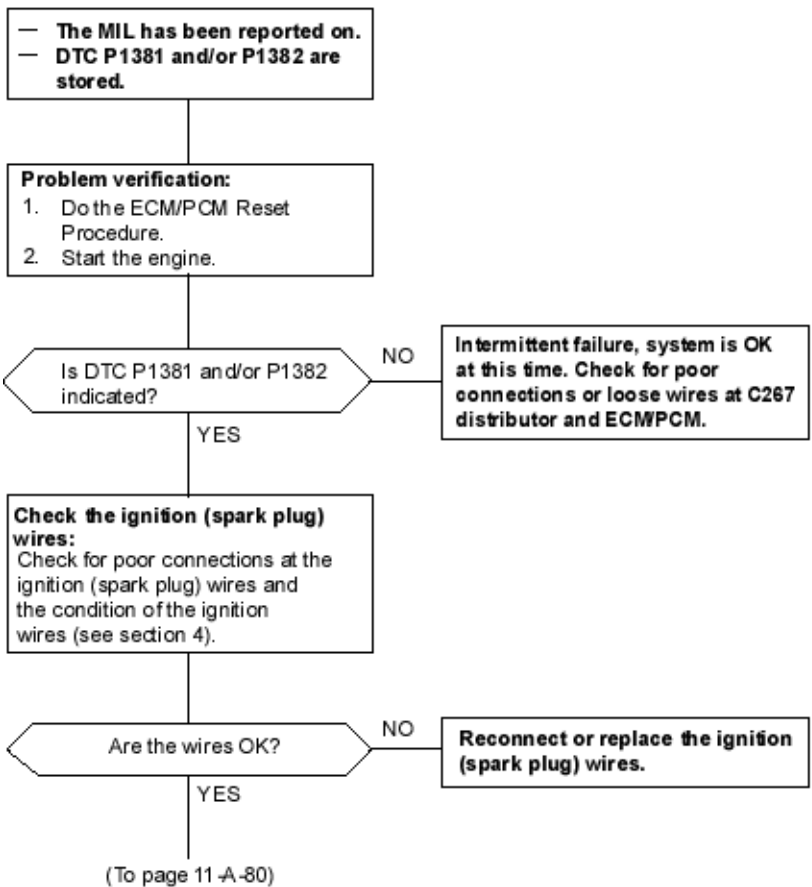 — The MIL has been reported on.
— DTC P1381 and/or P1382 are
stored.
Problem verification:
1. Do the ECM/PCM Reset
Procedure.
2. Start the engine.
Is DTC P1381 and/or P1382
indicated?
NO
Intermittent failure, system is OK
at this time. Check for poor
connections or loose wires at C267
distributor and ECM/PCM.
YES
Check the ignition (spark plug)
wires:
Check for poor connections at the
ignition (spark plug) wires and
the condition of the ignition
wires (see section 4).
Are the wires OK?
NO
Reconnect or replace the ignition
(spark plug) wires.
YES
(To page 11-A-80)